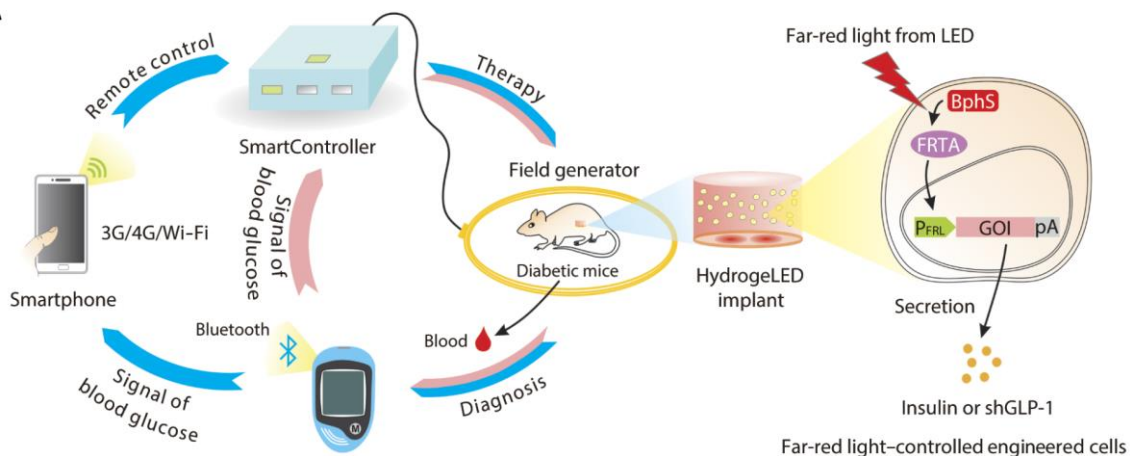 Remote control
SmartController
Therapy
Signal of
blood glucose
3G/4G/Wi-Fi
Smartphone
Bluetooth
Signal of
blood glucose
M
Blood
Diagnosis
Field generator
Diabetic mice
HydrogeLED
implant
Far-red light from LED
BphS
FRTA
PFRL
GOI
pA
Secretion
Insulin or shGLP-1
Far-red light–controlled engineered cells